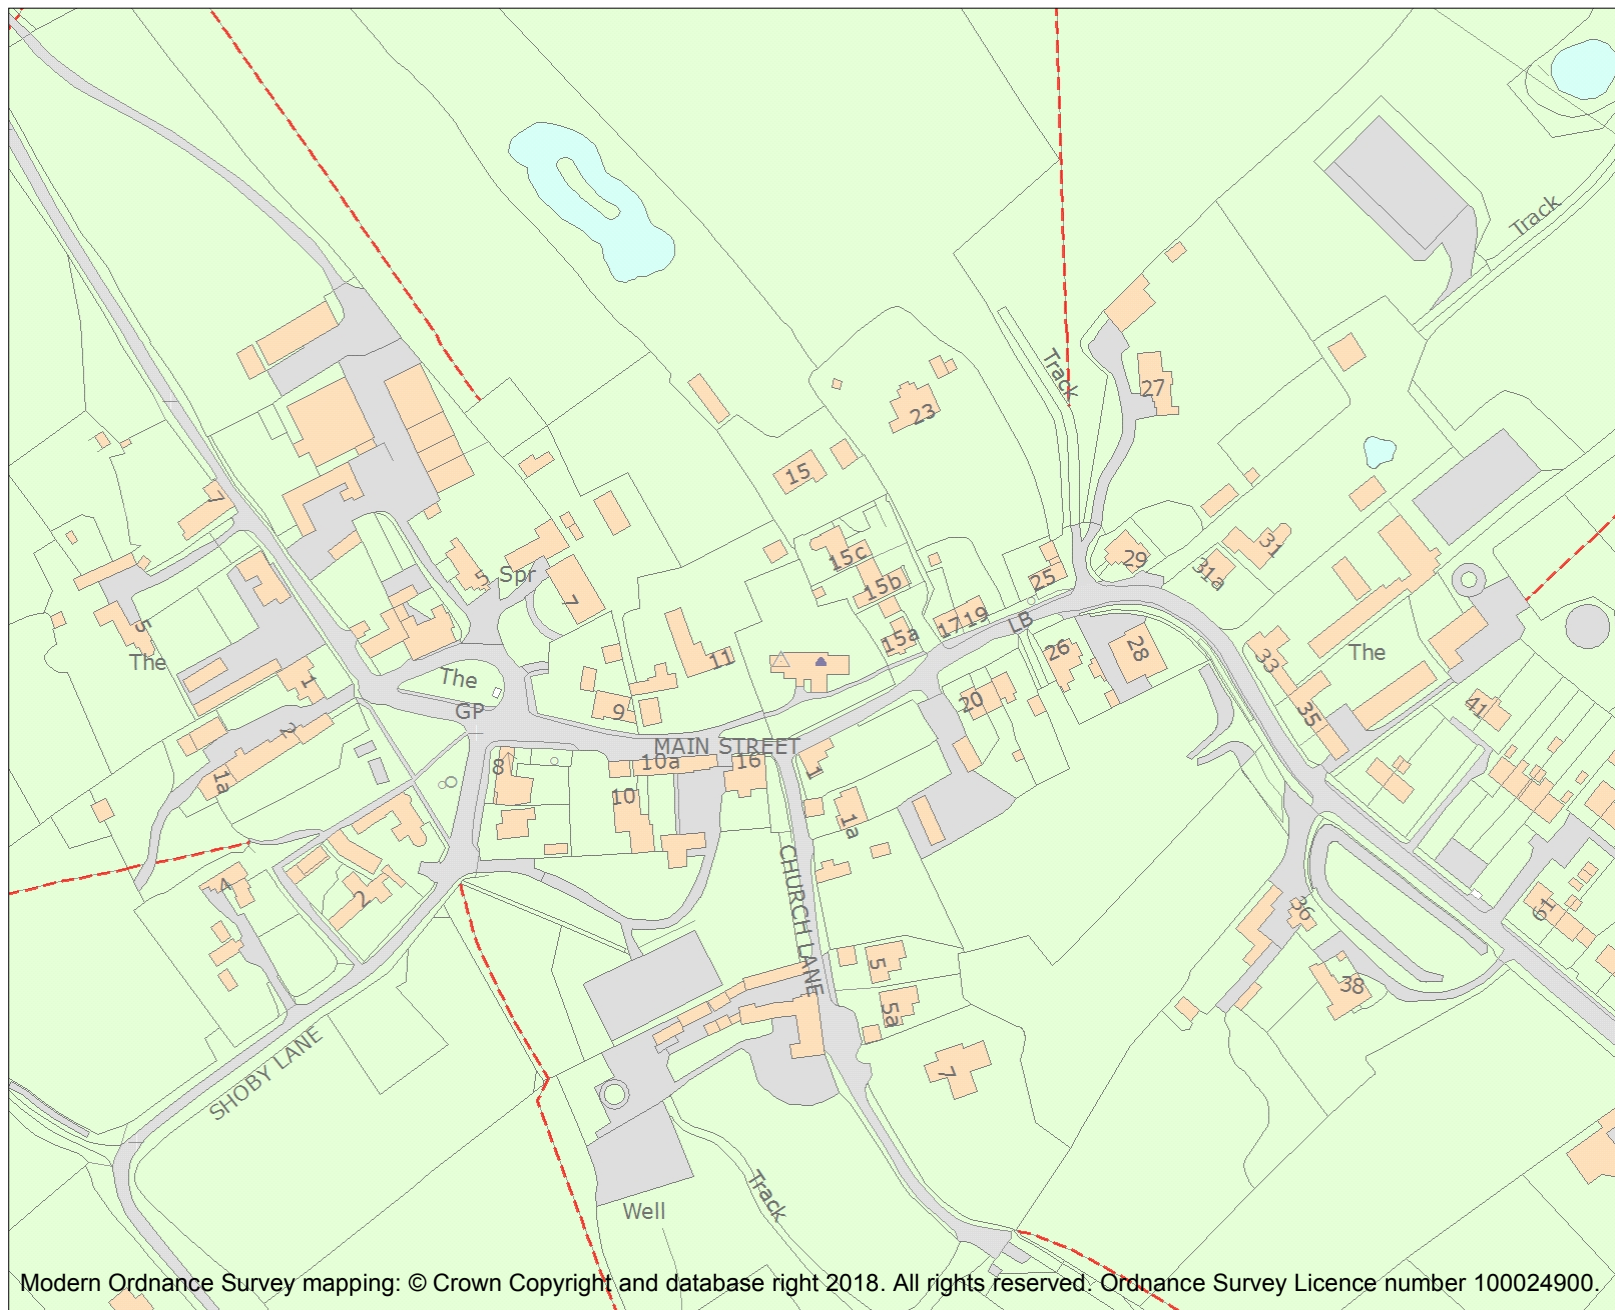 Track
Track
27
23
7
15
15c
15b
15a
17
19
LB
25
29
31
31a
5
Spr
7
5
The
1
The
GP
11
9
26
28
33
The
35
41
20
2
1a
MAIN STREET
8
10a
16
1
10
1a
CHURCH LANE
4
2
36
61
38
5
5a
7
SHOBY LANE
Track
Well
Modern Ordnance Survey mapping: © Crown Copyright and database right 2018. All rights reserved. Ordnance Survey Licence number 100024900.